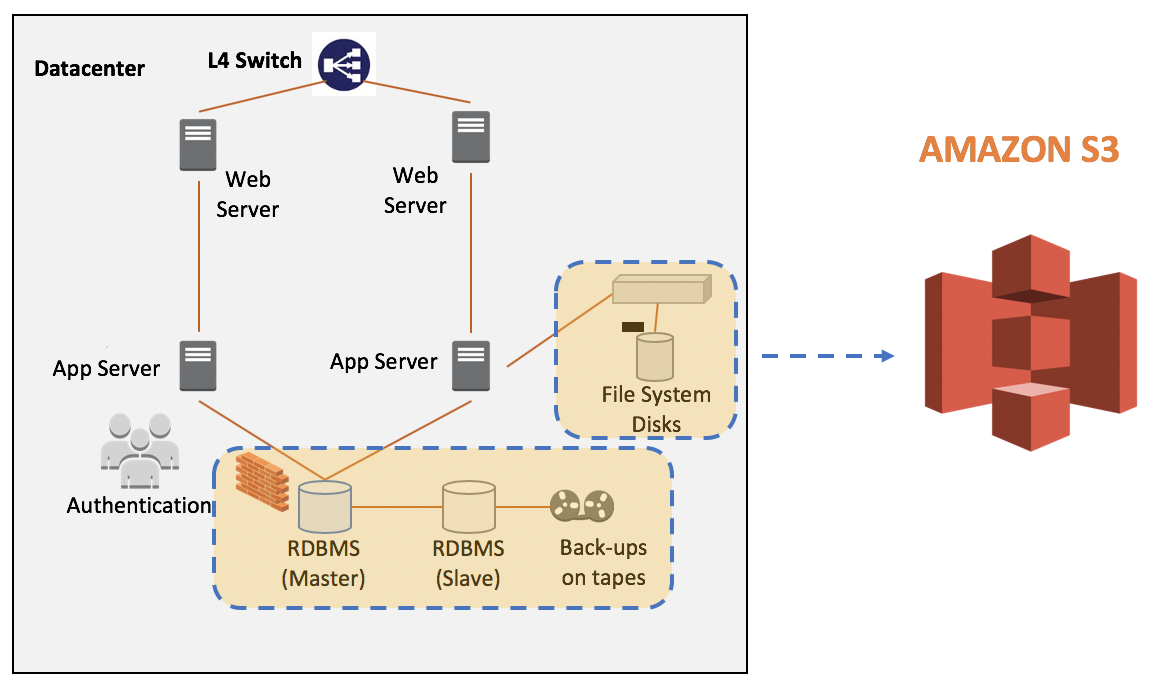 Datacenter
L4 Switch
Web
Server
Web
Server
AMAZON S3
App Server
App Server
File System
Disks
Authentication
RDBMS
(Master)
RDBMS
(Slave)
Back-ups
on tapes